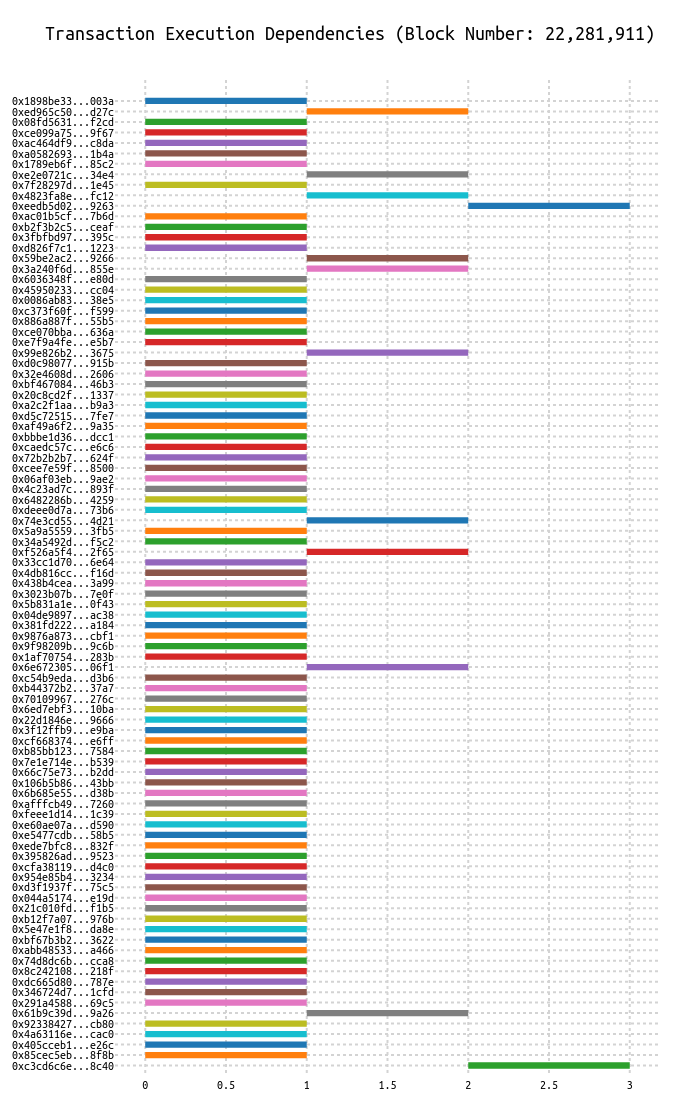 Transaction Execution Dependencies (Block Number: 22,281,911)
0x1898be33...003a
0xed965c50...d27c
0x08fd5631...f2cd
0xce099a75...9f67
0xac464df9...c8da
0xa0582693...1b4a
0x1789eb6f...85c2
0xe2e0721c...34e4
0x7f28297d...1e45
0x4823fa8e...fc12
0xeedb5d02...9263
0xac01b5cf...7b6d
0xb2f3b2c5...ceaf
0x3fbfbd97...395c
0xd826f7c1...1223
0x59be2ac2...9266
0x3a240f6d...855e
0x6036348f...e80d
0x45950233...cc04
0x0086ab83...38e5
0xc373f60f...f599
0x886a887f...55b5
0xce070bba...636a
0xe7f9a4fe...e5b7
0x99e826b2...3675
0xd0c98077...915b
0x32e4608d...2606
0xbf467084...46b3
0x20c8cd2f...1337
0xa2c2f1aa...b9a3
0xd5c72515...7fe7
0xaf49a6f2...9a35
0xbbbe1d36...dcc1
0xcaedc57c...e6c6
0x72b2b2b7...624f
0xcee7e59f...8500
0x06af03eb...9ae2
0x4c23ad7c...893f
0x6482286b...4259
0xdeee0d7a...73b6
0x74e3cd55...4d21
0x5a9a5559...3fb5
0x34a5492d...f5c2
0xf526a5f4...2f65
0x33cc1d70...6e64
0x4db816cc...f16d
0x438b4cea...3a99
0x3023b07b...7e0f
0x5b831a1e...0f43
0x04de9897...ac38
0x381fd222...a184
0x9876a873...cbf1
0x9f98209b...9c6b
0x1af70754...283b
0x6e672305...06f1
0xc54b9eda...d3b6
0xb44372b2...37a7
0x70109967...276c
0x6ed7ebf3...10ba
0x22d1846e...9666
0x3f12ffb9...e9ba
0xcf668374...e6ff
0xb85bb123...7584
0x7e1e714e...b539
0x66c75e73...b2dd
0x106b5b86...43bb
0x6b685e55...d38b
0xafffcb49...7260
0xfeee1d14...1c39
0xe60ae07a...d590
0xe5477cdb...58b5
0xede7bfc8...832f
0x395826ad...9523
0xcfa38119...d4c0
0x954e85b4...3234
0xd3f1937f...75c5
0x044a5174...e19d
0x21c010fd...f1b5
0xb12f7a07...976b
0x5e47e1f8...da8e
0xbf67b3b2...3622
0xabb48533...a466
0x74d8dc6b...cca8
0x8c242108...218f
0xdc665d80...787e
0x346724d7...1cfd
0x291a4588...69c5
0x61b9c39d...9a26
0x92338427...cb80
0x4a63116e...cac0
0x405cceb1...e26c
0x85cec5eb...8f8b
0xc3cd6c6e...8c40
0 0.5 1 1.5 2 2.5 3